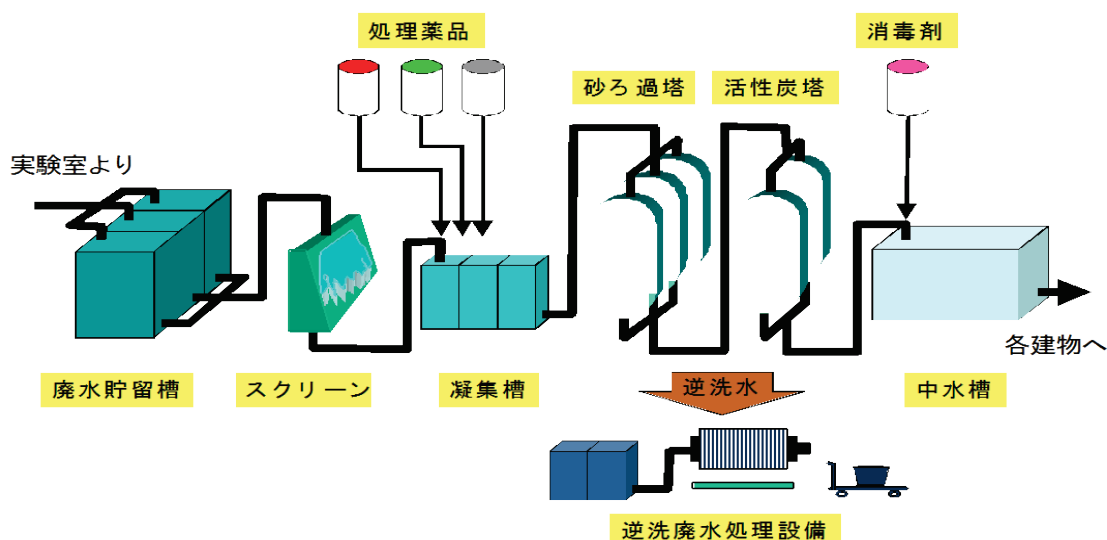 処理薬品
消毒剤
砂ろ過塔
活性炭塔
実験室より
各建物へ
廃水貯留槽
スクリーン
凝集槽
逆洗水
中水槽
逆洗廃水処理設備